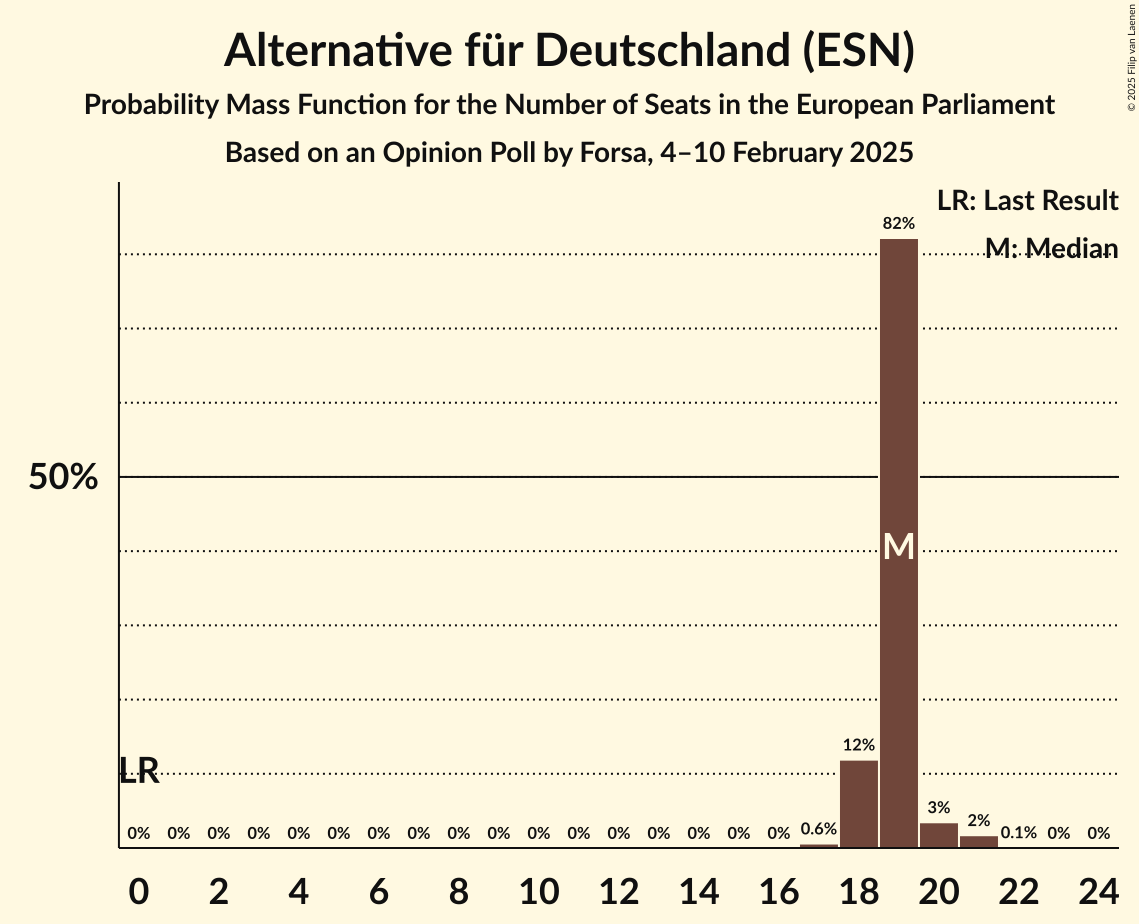 Alternative für Deutschland (ESN)
Probability Mass Function for the Number of Seats in the European Parliament
Based on an Opinion Poll by Forsa, 4–10 February 2025
© 2025 Filip van Laenen
LR: Last Result
M: Median
82%
50%
M
12%
LR
3%
2%
0% 0% 0% 0% 0% 0% 0% 0% 0% 0% 0% 0% 0% 0% 0% 0% 0% 0.6% 0.1% 0% 0%
0 2 4 6 8 10 12 14 16 18 20 22 24